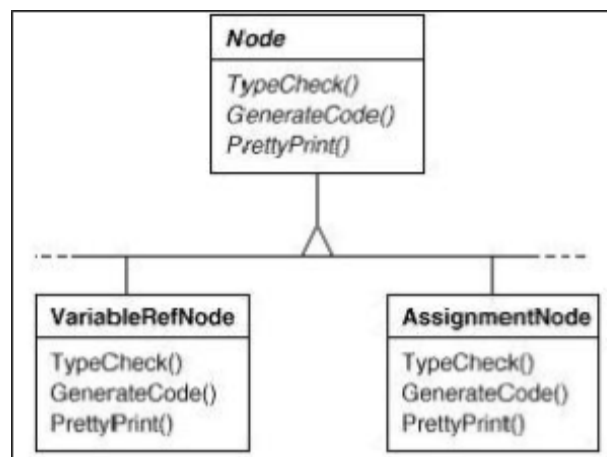 Node
TypeCheck()
GenerateCode()
PrettyPrint()
VariableRefNode
TypeCheck()
GenerateCode()
PrettyPrint()
AssignmentNode
TypeCheck()
GenerateCode()
PrettyPrint()